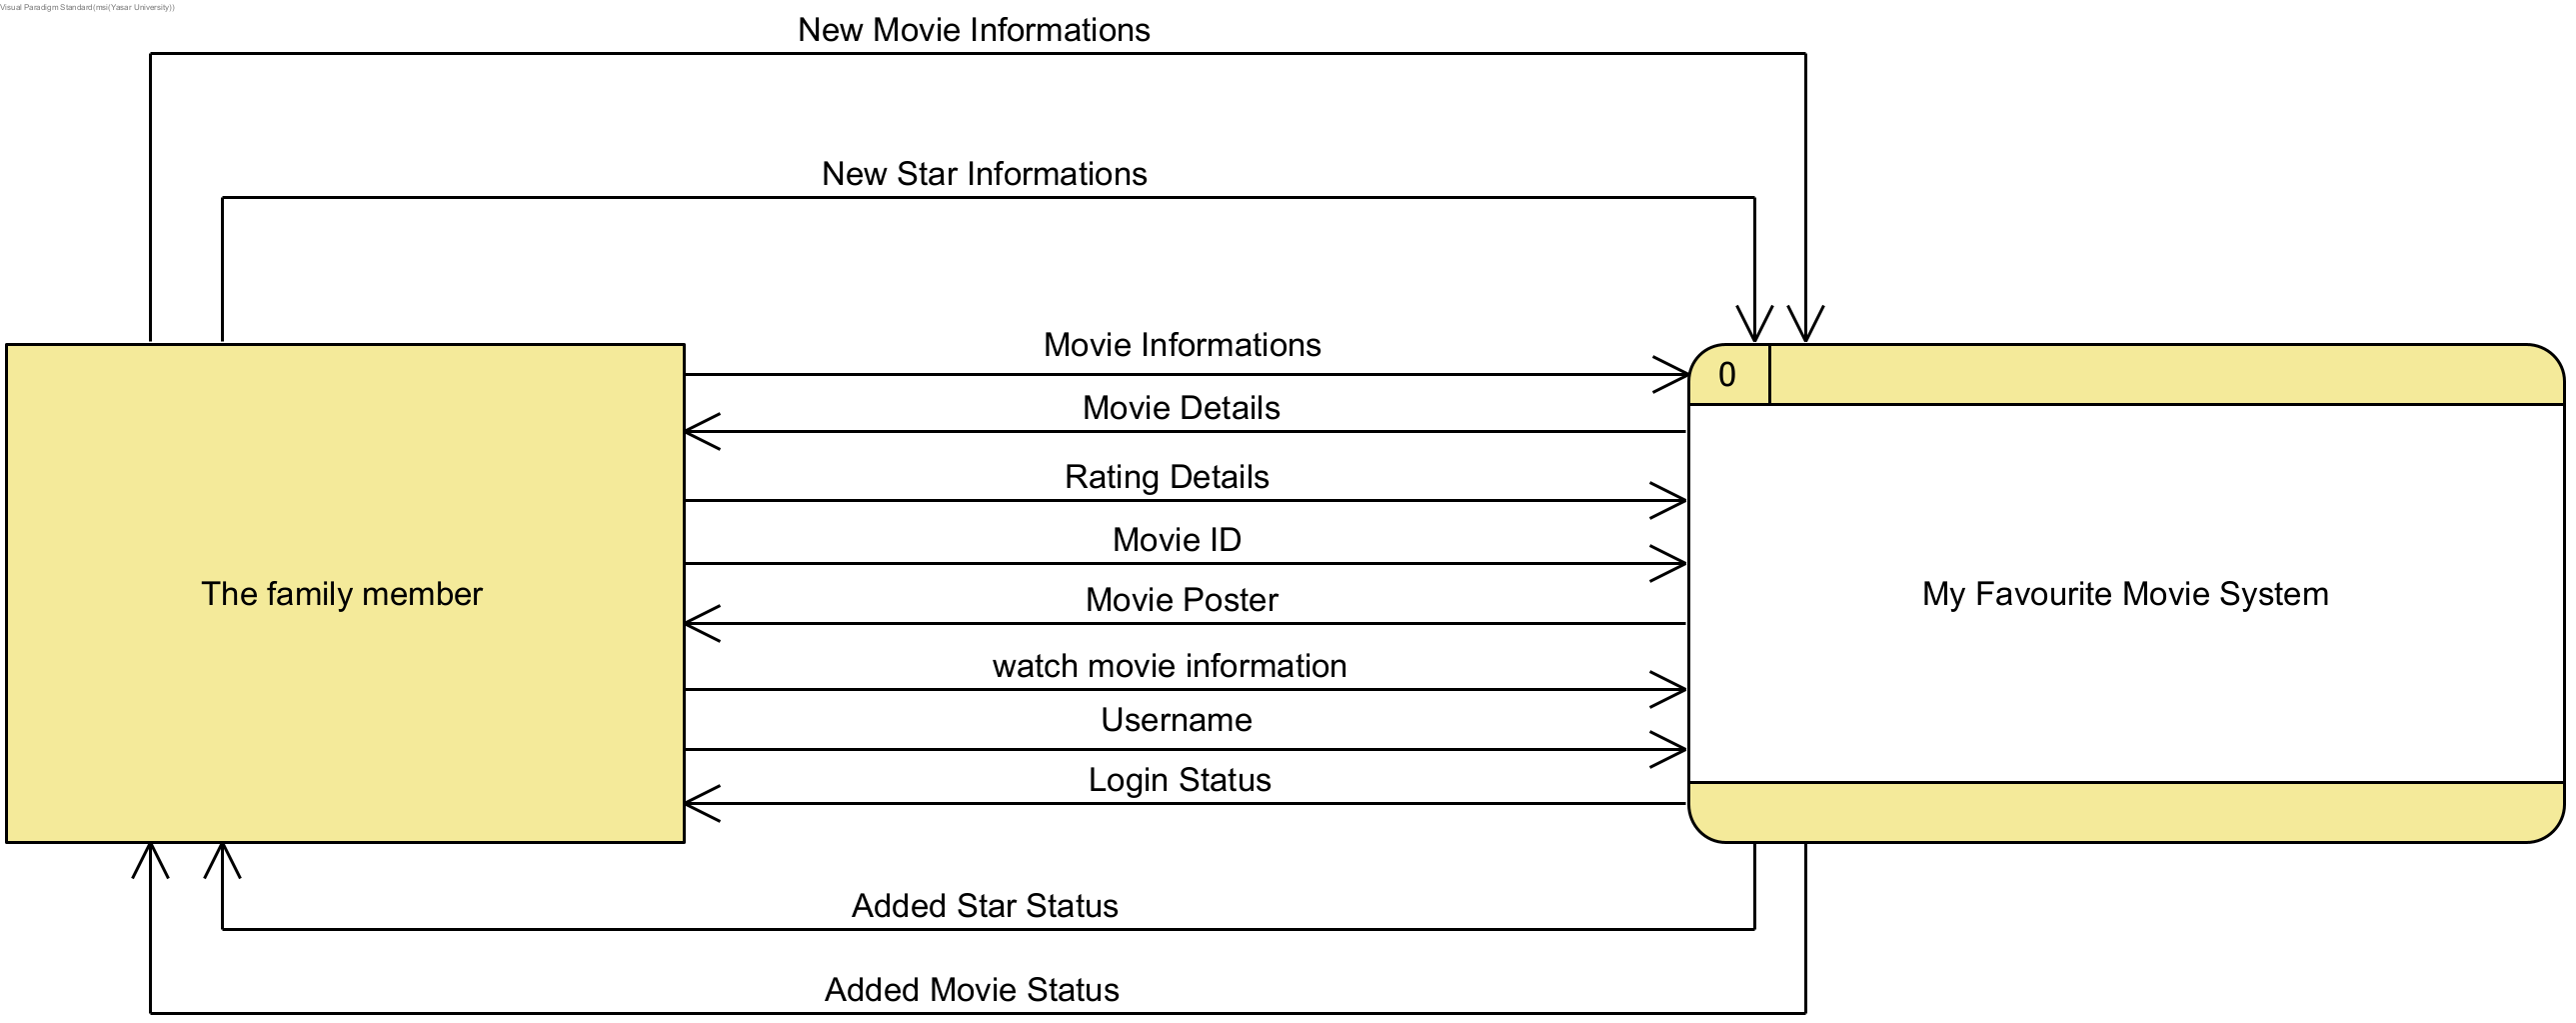 Visual Paradigm Standard(msi(Yasar University))
New Movie Informations
New Star Informations
Movie Informations
0
Movie Details
Rating Details
Movie ID
The family member
My Favourite Movie System
Movie Poster
watch movie information
Username
Login Status
Added Star Status
Added Movie Status